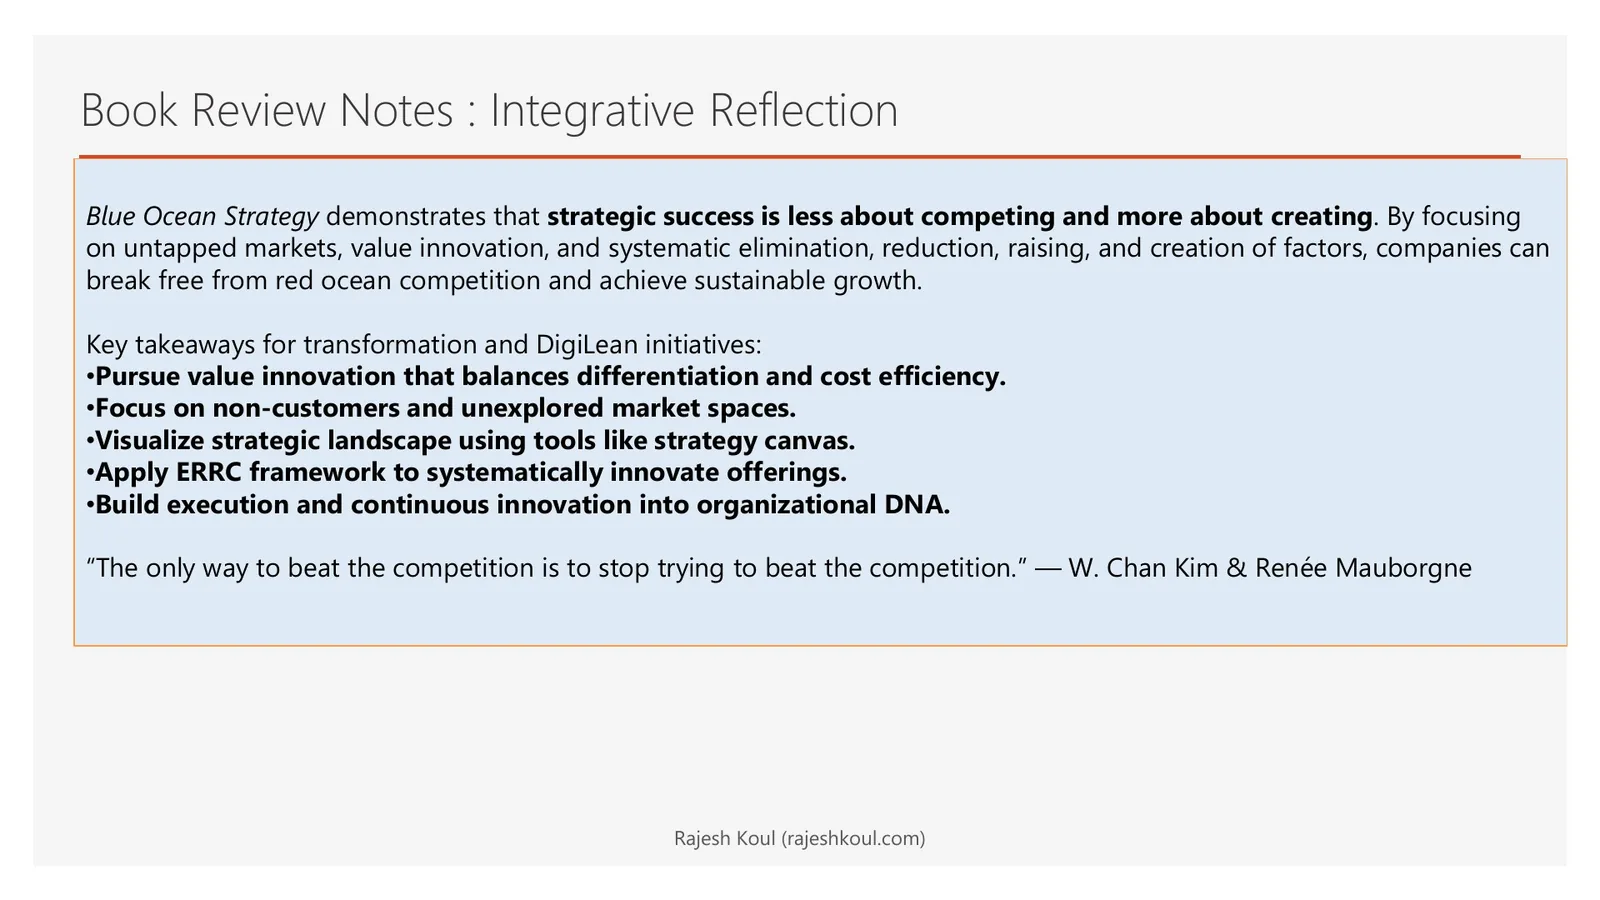 Book Review Notes : Integrative Reflection
Blue Ocean Strategy demonstrates that strategic success is less about competing and more about creating. By focusing
on untapped markets, value innovation, and systematic elimination, reduction, raising, and creation of factors, companies can
break free from red ocean competition and achieve sustainable growth.
Key takeaways for transformation and DigiLean initiatives:
•Pursue value innovation that balances differentiation and cost efficiency.
•Focus on non-customers and unexplored market spaces.
•Visualize strategic landscape using tools like strategy canvas.
•Apply ERRC framework to systematically innovate offerings.
•Build execution and continuous innovation into organizational DNA.
“The only way to beat the competition is to stop trying to beat the competition.” — W. Chan Kim & Renée Mauborgne
Rajesh Koul (rajeshkoul.com)